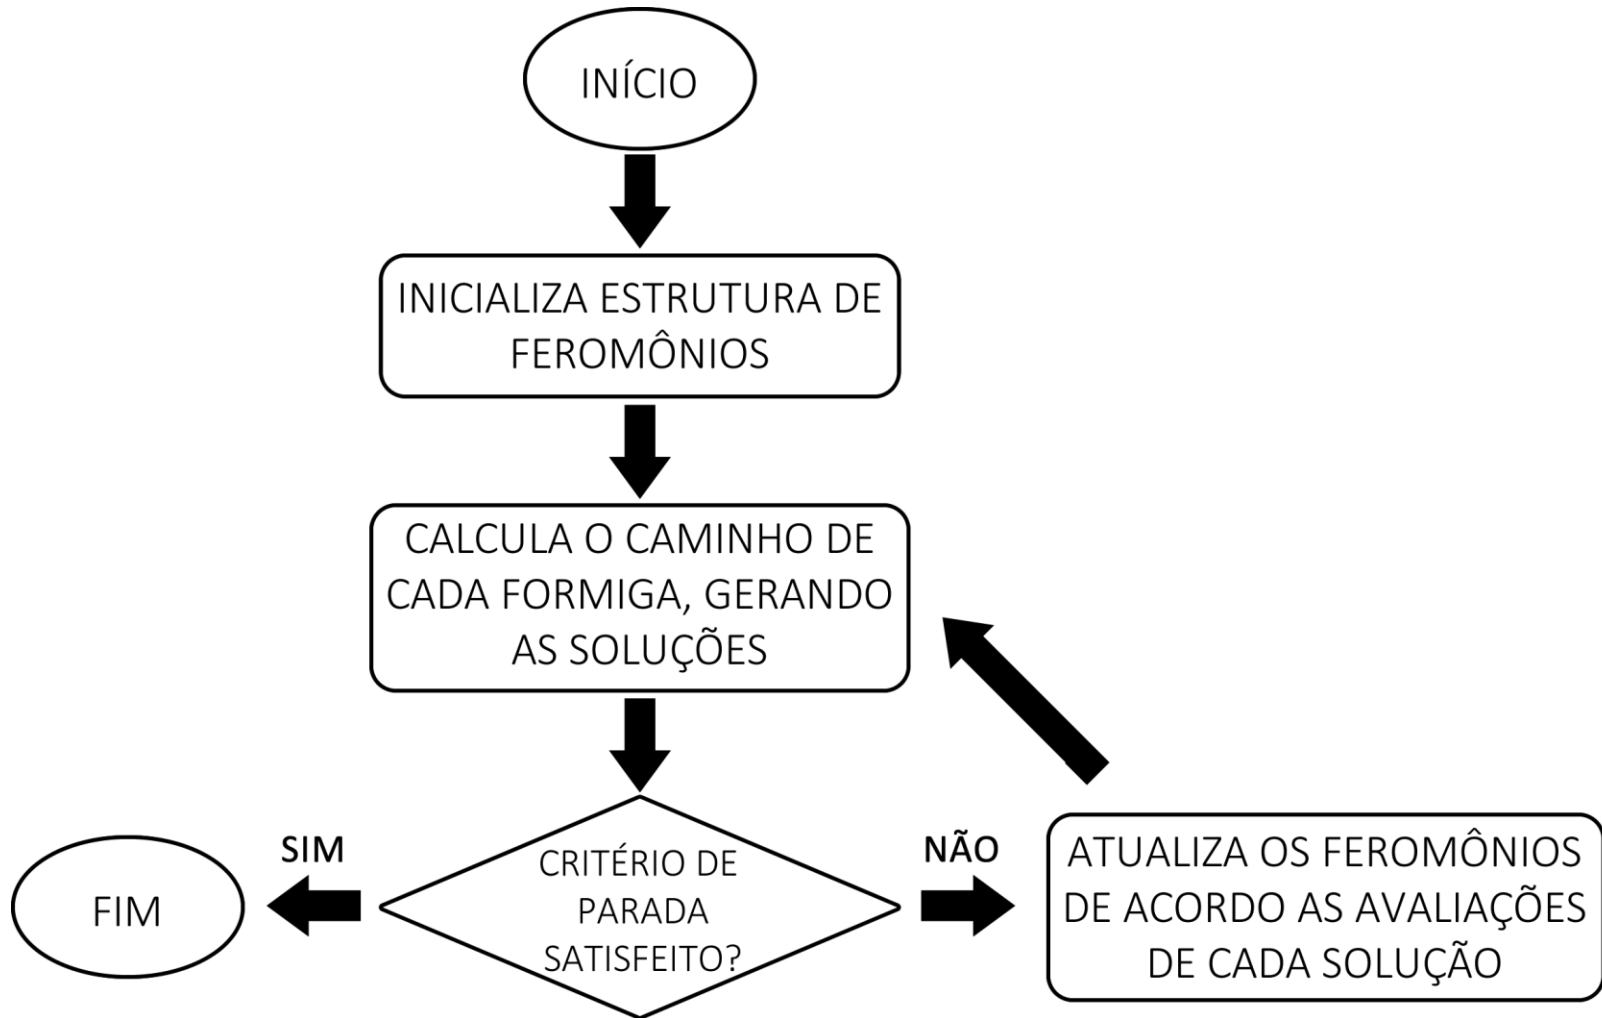 INÍCIO
INICIALIZA ESTRUTURA DE
FEROMÔNIOS
CALCULA O CAMINHO DE
CADA FORMIGA, GERANDO
AS SOLUÇÕES
SIM
FIM
CRITÉRIO DE
PARADA
SATISFEITO?
NÃO
ATUALIZA OS FEROMÔNIOS
DE ACORDO AS AVALIAÇÕES
DE CADA SOLUÇÃO